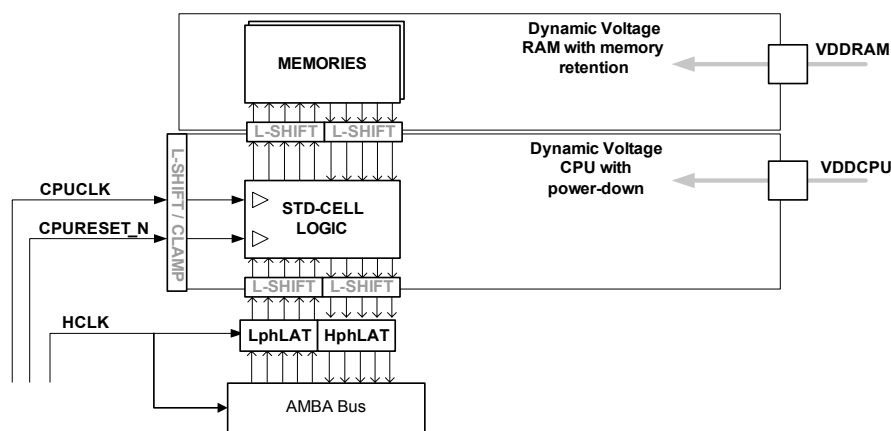 Dynamic Voltage
RAM with memory
retention
VDDRAM
MEMORIES
L-SHIFT L-SHIFT
Dynamic Voltage
CPU with
power-down
VDDCPU
L-SHIFT / CLAMP
CPUCLK
STD-CELL
LOGIC
CPURESET_N
L-SHIFT L-SHIFT
HCLK
LphLAT HphLAT
AMBA Bus